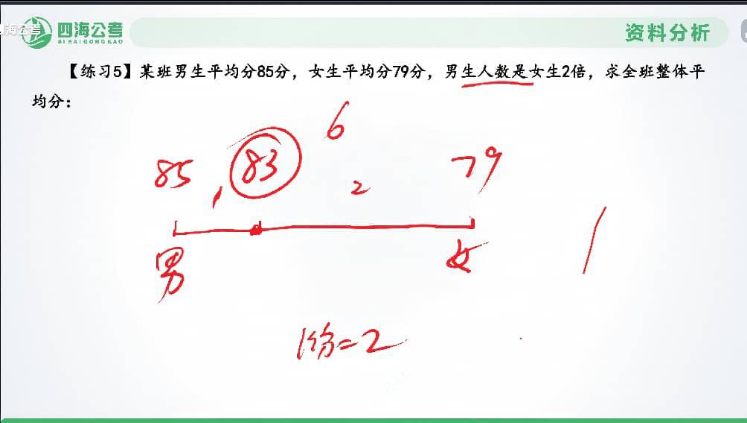 四海公考
SI HAI GONG KAO
资料分析
【练习5】某班男生平均分85分，女生平均分79分，男生人数是女生2倍，求全班整体平
均分：
6
85 83 79
1 2
男 女
1份=2